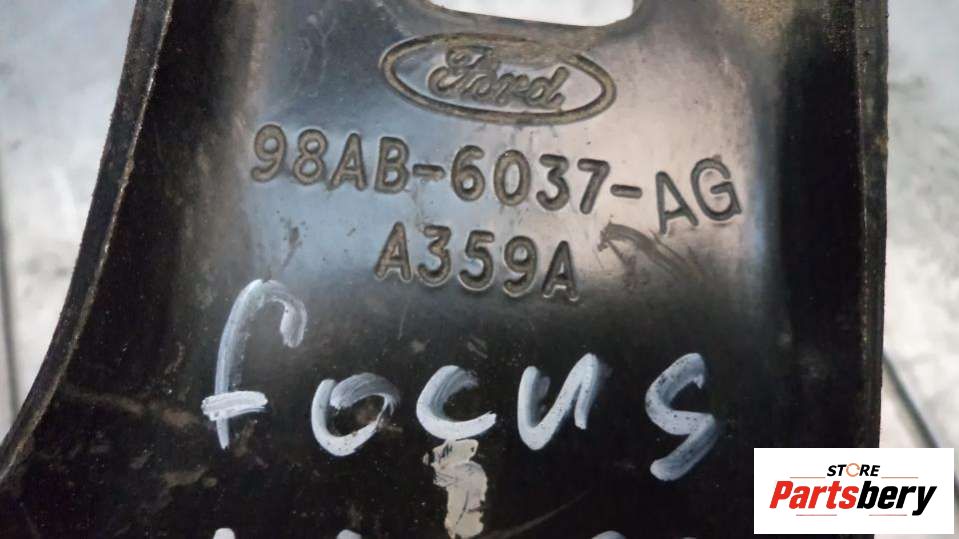 Ford
98AB-6037-AG
A359A
focus
STORE
Partsbery